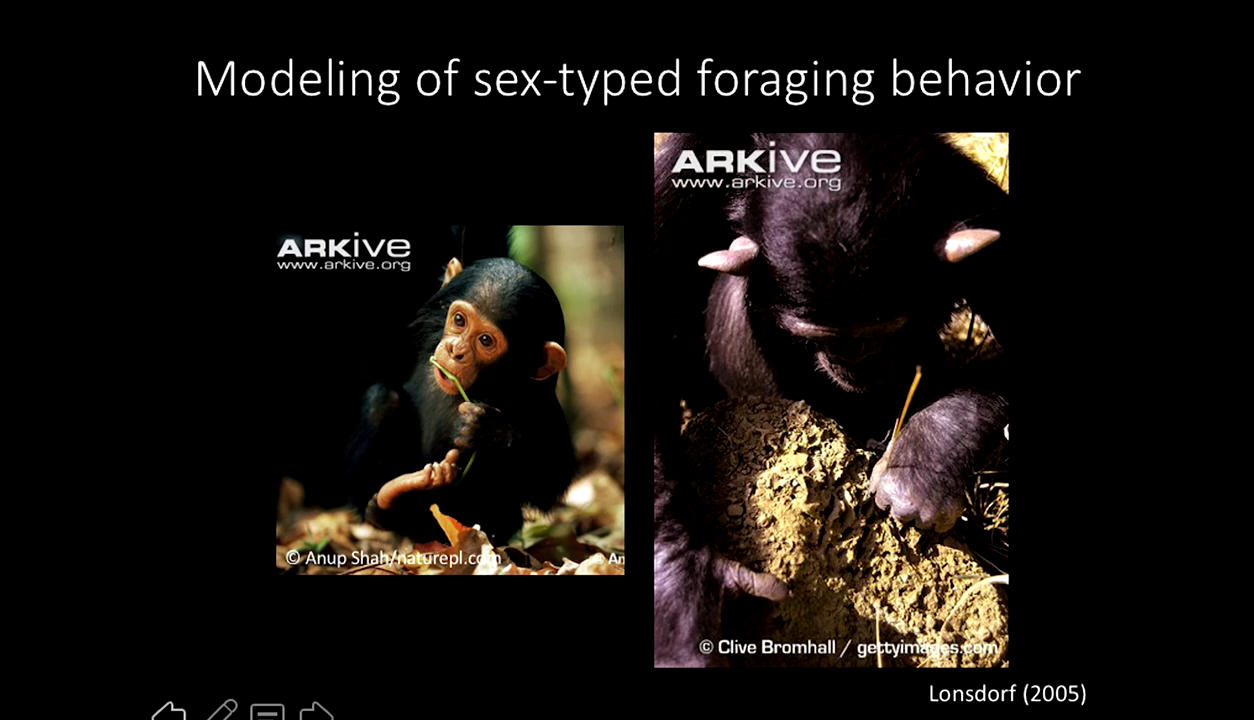 Modeling of sex-typed foraging behavior
ARKive
www.arkive.org
© Anup Shah/naturepl.com
ARKive
www.arkive.org
© Clive Bromhall / gettyimages.com
Lonsdorf (2005)